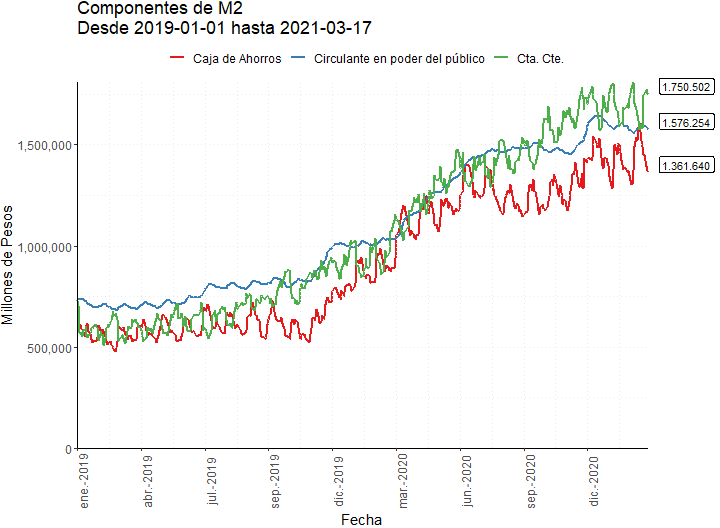 Componentes de M2
Desde 2019-01-01 hasta 2021-03-17
Caja de Ahorros Circulante en poder del público Cta. Cte.
1.750.502
1.576.254
1.361.640
1,500,000
1,000,000
500,000
0
Millones de Pesos
ene.-2019 abr.-2019 jul.-2019 sep.-2019 dic.-2019 mar.-2020 jun.-2020 sep.-2020 dic.-2020
Fecha